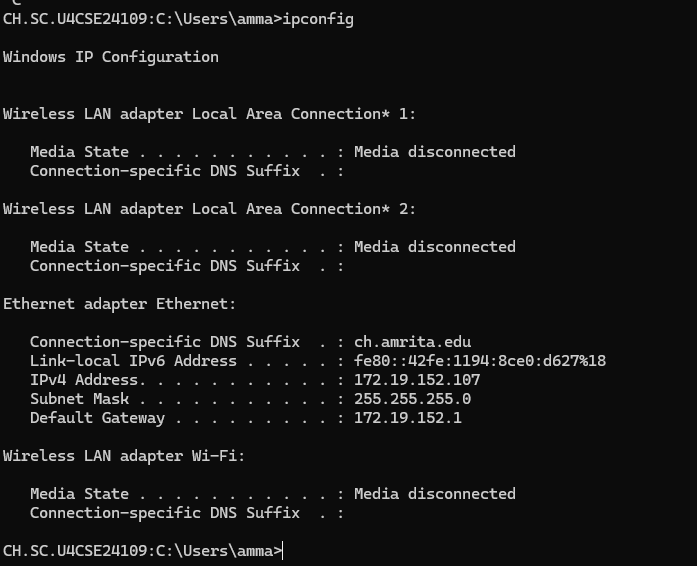 CH.SC.U4CSE24109:C:\Users\amma>ipconfig
Windows IP Configuration
Wireless LAN adapter Local Area Connection* 1:
   Media State . . . . . . . . . . . : Media disconnected
   Connection-specific DNS Suffix  . :
Wireless LAN adapter Local Area Connection* 2:
   Media State . . . . . . . . . . . : Media disconnected
   Connection-specific DNS Suffix  . :
Ethernet adapter Ethernet:
   Connection-specific DNS Suffix  . : ch.amrita.edu
   Link-local IPv6 Address . . . . . : fe80::42fe:1194:8ce0:d627%18
   IPv4 Address. . . . . . . . . . . : 172.19.152.107
   Subnet Mask . . . . . . . . . . . : 255.255.255.0
   Default Gateway . . . . . . . . . : 172.19.152.1
Wireless LAN adapter Wi-Fi:
   Media State . . . . . . . . . . . : Media disconnected
   Connection-specific DNS Suffix  . :
CH.SC.U4CSE24109:C:\Users\amma>